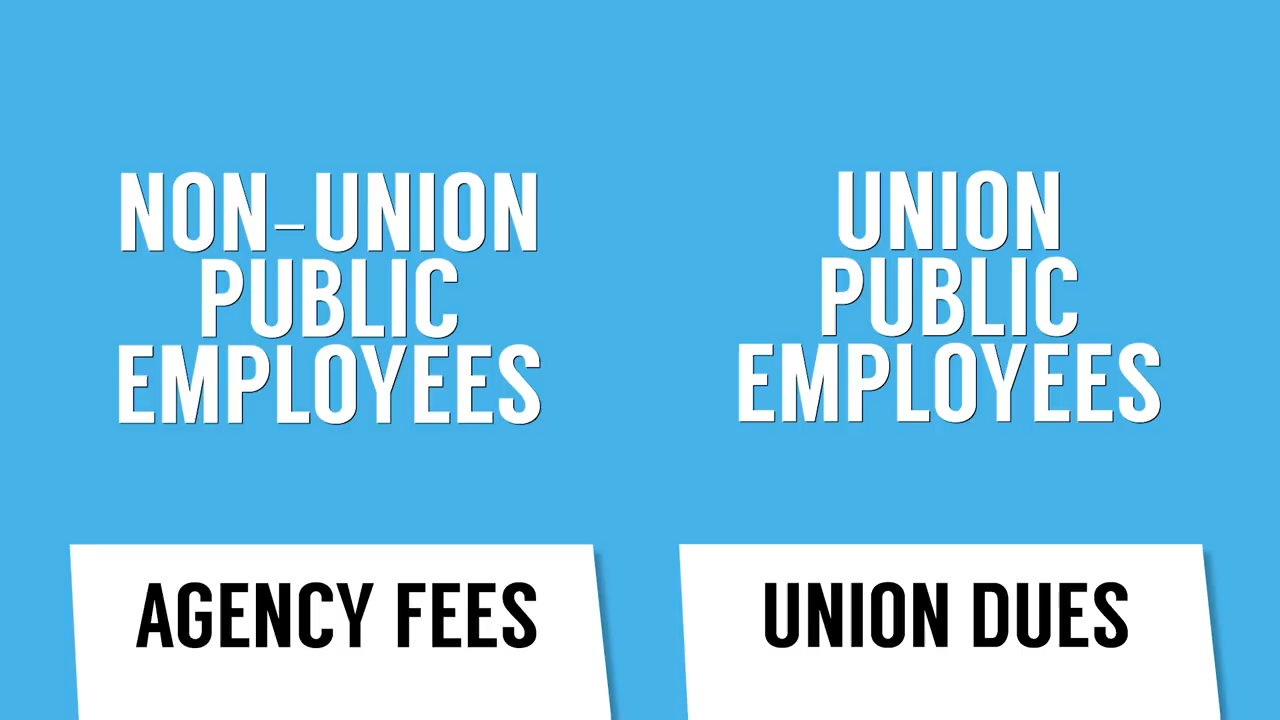 NON-UNION
PUBLIC
EMPLOYEES
AGENCY FEES
UNION
PUBLIC
EMPLOYEES
UNION DUES